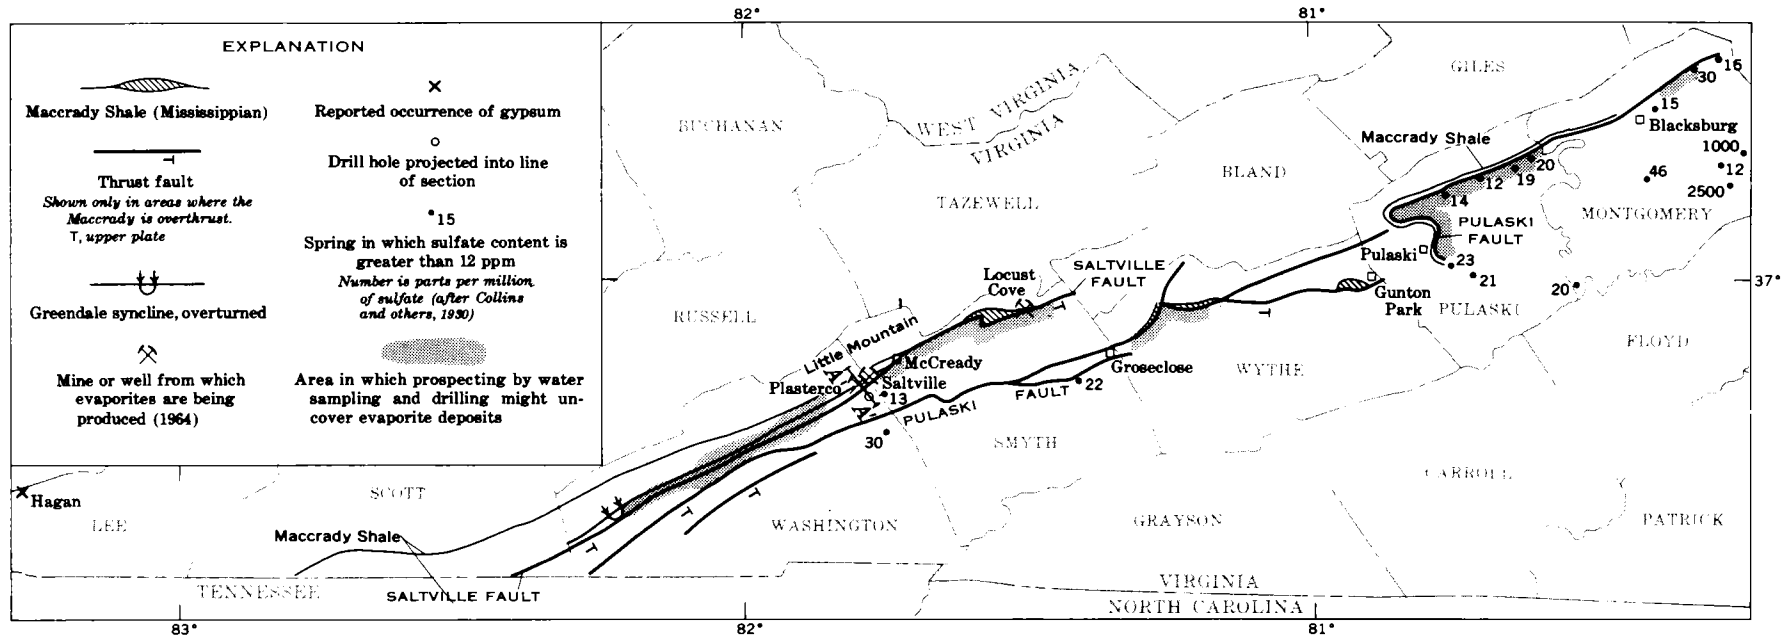 EXPLANATION
Maccrady Shale (Mississippian)
T
Thrust fault
Shown only in areas where the
Maccrady is overthrust.
T, upper plate
Greendale syncline, overturned
Mine or well from which
evaporites are being
produced (1964)
Reported occurrence of gypsum
Drill hole projected into line
of section
15
Spring in which sulfate content is
greater than 12 ppm
Number is parts per million
of sulfate (after Collins
and others, 1930)
Area in which prospecting by water
sampling and drilling might un-
cover evaporite deposits
82°
81°
GILES
16
30
15
Blacksburg
1000
12
2500
46
BUCHANAN
WEST VIRGINIA
VIRGINIA
Maccrady Shale
20
19
12
14
BLAND
TAZEWELL
MONTGOMERY
PULASKI
FAULT
Pulaski
23
21
20
37°
Locust
Cove
SALTVILLE
FAULT
T
Gunton
Park
PULASKI
RUSSELL
T
FLOYD
Little Mountain
McCready
Groseclose
WYTHE
Plasterco
A
Saltville
13
A'
22
PULASKI
FAULT
30
SMYTH
CARROLL
Hagan
SCOTT
LEE
T
T
WASHINGTON
GRAYSON
PATRICK
Maccrady Shale
T
TENNESSEE
SALTVILLE FAULT
VIRGINIA
NORTH CAROLINA
83°
82°
81°